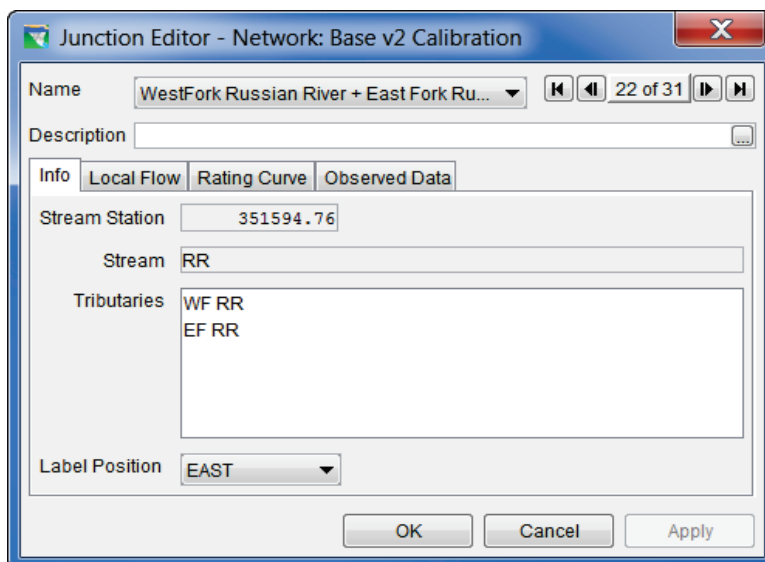 Junction Editor - Network: Base v2 Calibration
Name WestFork Russian River + East Fork Ru... 22 of 31
Description ...
Info Local Flow Rating Curve Observed Data
Stream Station 351594.76
Stream RR
Tributaries WF RR
EF RR
Label Position EAST
OK Cancel Apply